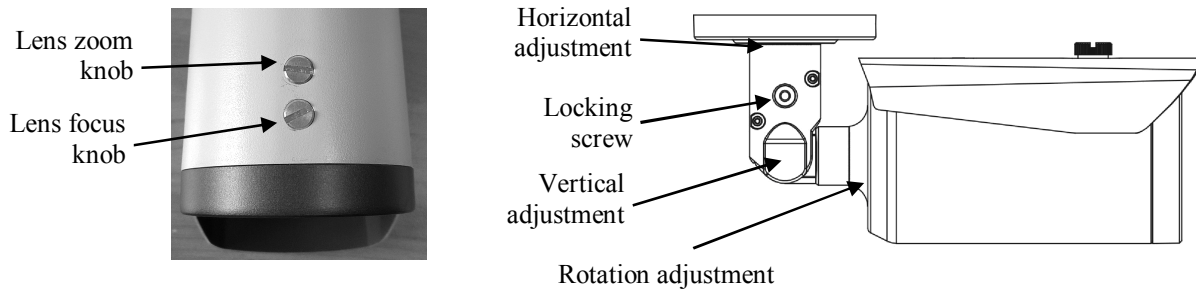 Lens zoom
knob
Lens focus
knob
Horizontal
adjustment
Locking
screw
Vertical
adjustment
Rotation adjustment